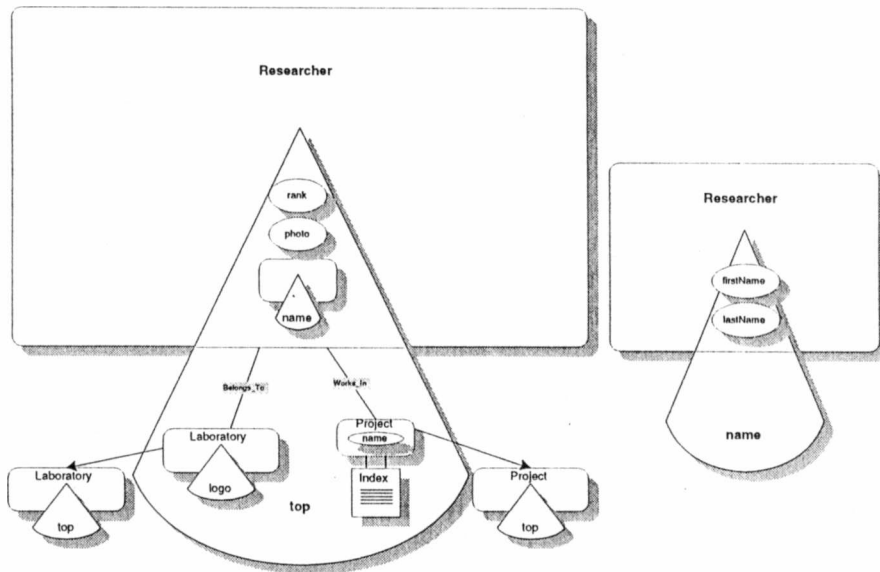 Researcher
rank
photo
name
Belongs_To
Works_In
Laboratory
logo
Project
name
Index
top
Laboratory
top
Project
top
Researcher
firstName
lastName
name